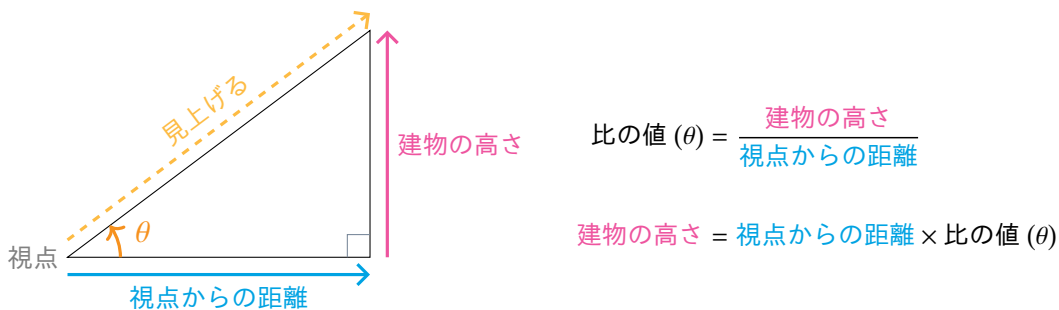 見上げる
建物の高さ
θ
視点
視点からの距離
比の値 (θ) = 建物の高さ / 視点からの距離
建物の高さ = 視点からの距離 × 比の値 (θ)